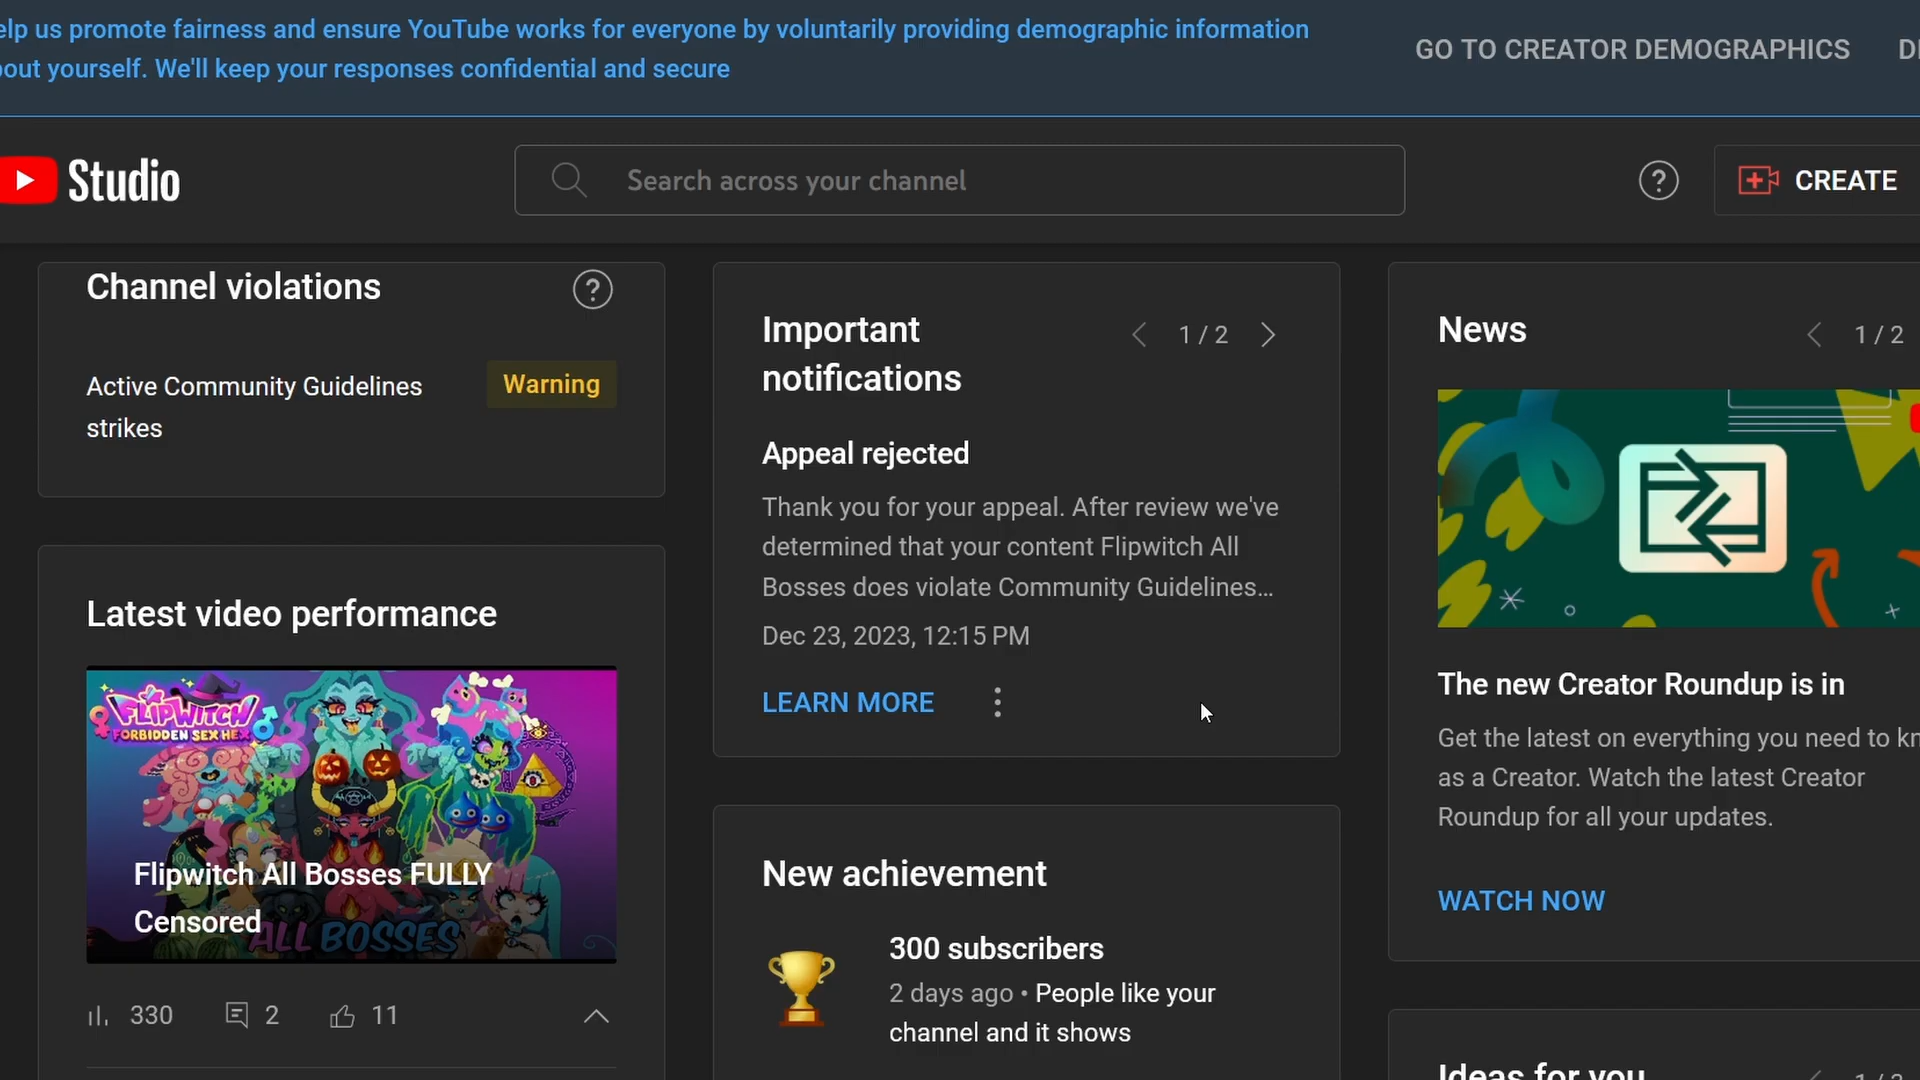 elp us promote fairness and ensure YouTube works for everyone by voluntarily providing demographic information
out yourself. We'll keep your responses confidential and secure
GO TO CREATOR DEMOGRAPHICS
Studio
Search across your channel
CREATE
Channel violations
Active Community Guidelines
strikes
Warning
Latest video performance
FLIPWITCH
FORBIDDEN SEX HEX
Flipwitch All Bosses FULLY
Censored
ALL BOSSES
330
2
11
Important
notifications
1 / 2
Appeal rejected
Thank you for your appeal. After review we've
determined that your content Flipwitch All
Bosses does violate Community Guidelines...
Dec 23, 2023, 12:15 PM
LEARN MORE
New achievement
300 subscribers
2 days ago • People like your
channel and it shows
News
1 / 2
The new Creator Roundup is in
Get the latest on everything you need to kn
as a Creator. Watch the latest Creator
Roundup for all your updates.
WATCH NOW
Ideas for you